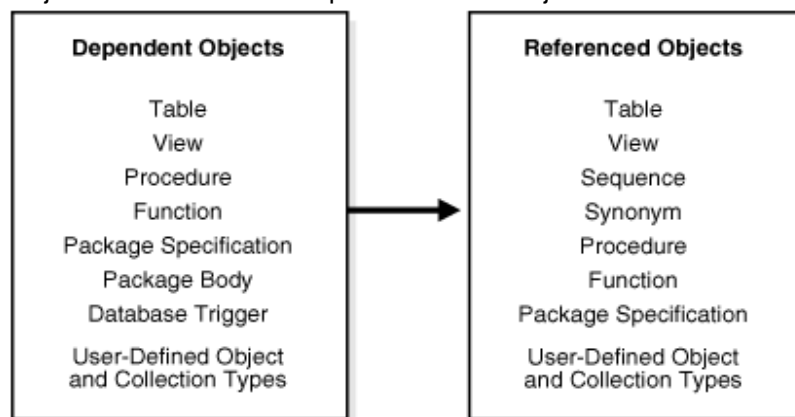 Dependent Objects
Table
View
Procedure
Function
Package Specification
Package Body
Database Trigger
User-Defined Object
and Collection Types
Referenced Objects
Table
View
Sequence
Synonym
Procedure
Function
Package Specification
User-Defined Object
and Collection Types